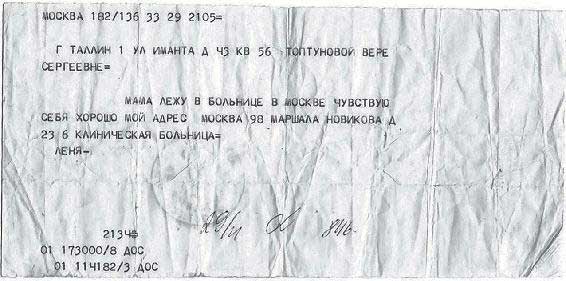 МОСКВА 182/136 33 29 2105=
Г ТАЛЛИН 1 УЛ ИМАНТА Д ЧЗ КВ 56 ТОПТУНОВОЙ ВЕРЕ
СЕРГЕЕВНЕ=
МАМА ЛЕЖУ В БОЛЬНИЦЕ В МОСКВЕ ЧУВСТВУЮ
СЕБЯ ХОРОШО МОЙ АДРЕС МОСКВА 98 МАРШАЛА НОВИКОВА Д
23 6 КЛИНИЧЕСКАЯ БОЛЬНИЦА=
ЛЕНЯ-
2134
01 173000/8 ДОС
01 114182/3 ДОС